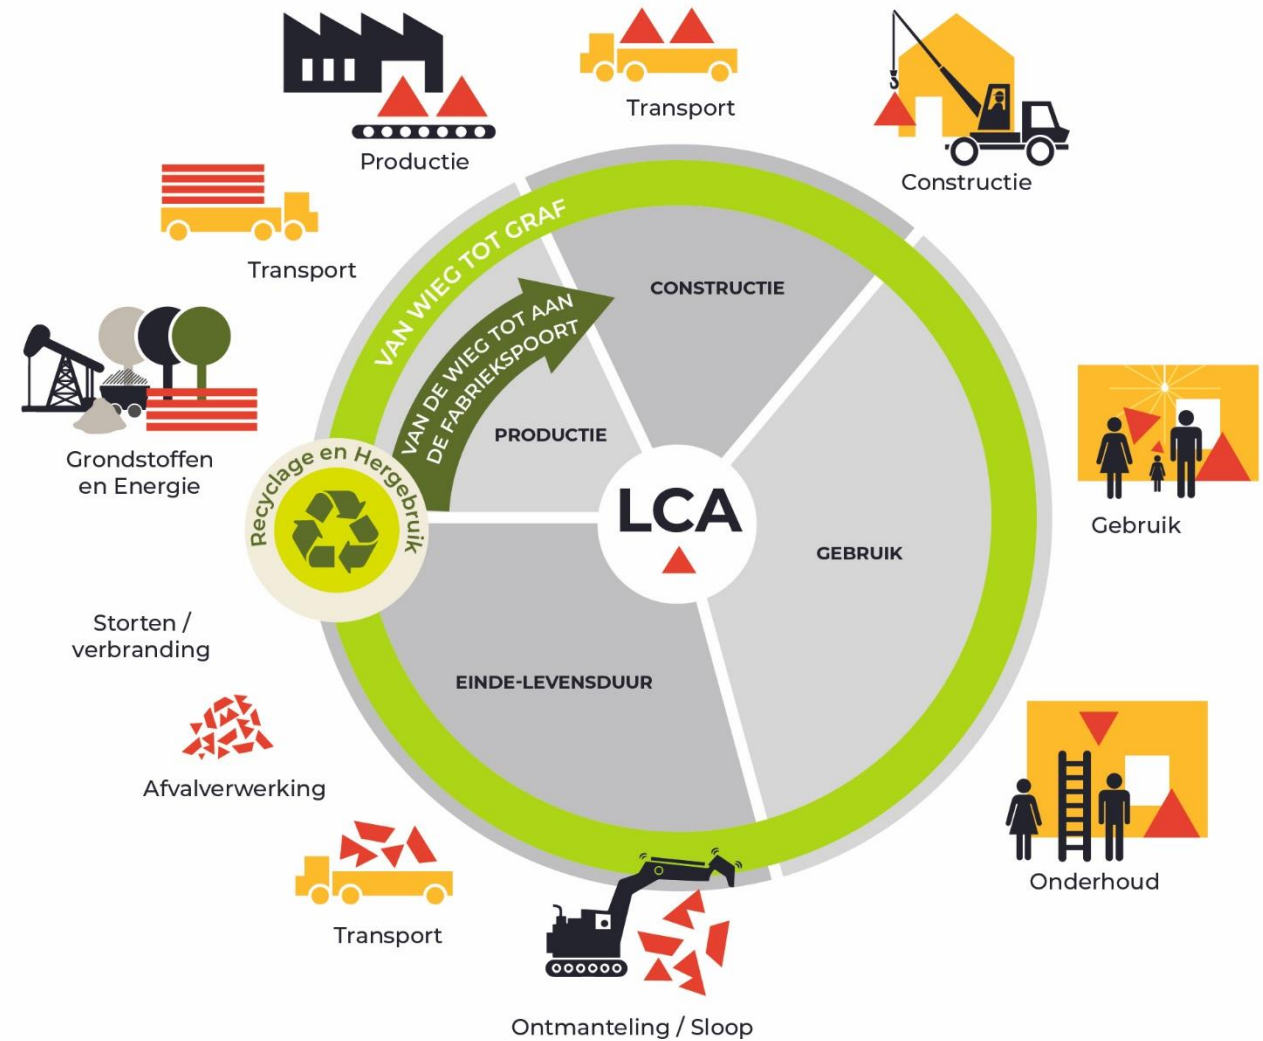 Productie
Transport
Constructie
Transport
Grondstoffen
en Energie
Storten /
verbranding
Afvalverwerking
Transport
Ontmanteling / Sloop
Onderhoud
Gebruik
VAN WIEG TOT GRAF
VAN DE WIEG TOT AAN
DE FABRIEKSPOORT
Recyclage en Hergebruik
CONSTRUCTIE
PRODUCTIE
LCA
GEBRUIK
EINDE-LEVENSDUUR